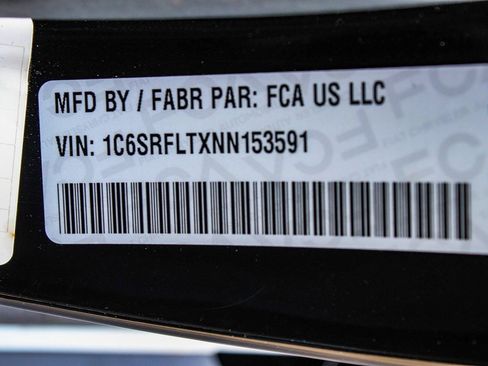 MFD BY / FABR PAR: FCA US LLC
VIN: 1C6SRFLTXNN153591